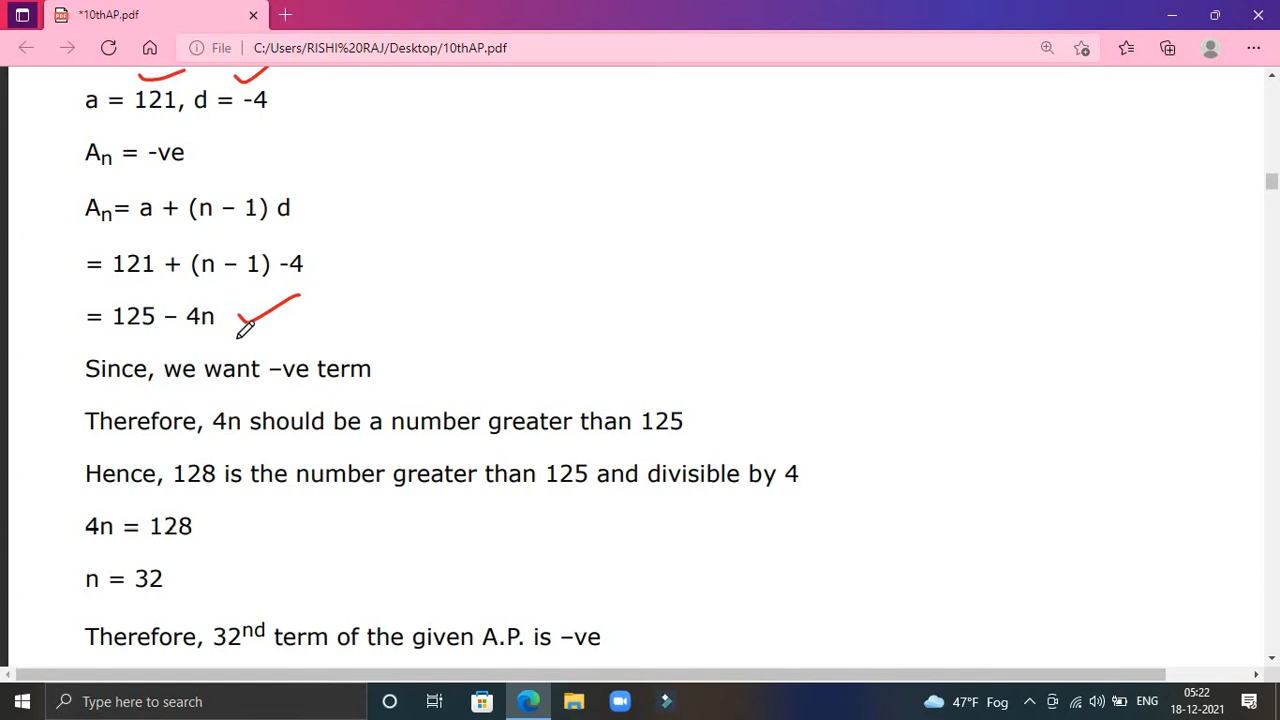 *10thAP.pdf
File C:/Users/RISHI%20RAJ/Desktop/10thAP.pdf
a = 121, d = -4
Aₙ = -ve
Aₙ= a + (n – 1) d
= 121 + (n – 1) -4
= 125 – 4n
Since, we want –ve term
Therefore, 4n should be a number greater than 125
Hence, 128 is the number greater than 125 and divisible by 4
4n = 128
n = 32
Therefore, 32nd term of the given A.P. is –ve
Type here to search
47°F Fog
ENG
05:22
18-12-2021